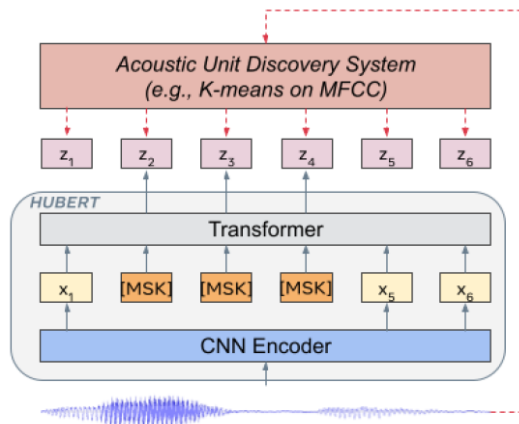 Acoustic Unit Discovery System
(e.g., K-means on MFCC)
z1 z2 z3 z4 z5 z6
HUBERT
Transformer
x1 [MSK] [MSK] [MSK] x5 x6
CNN Encoder